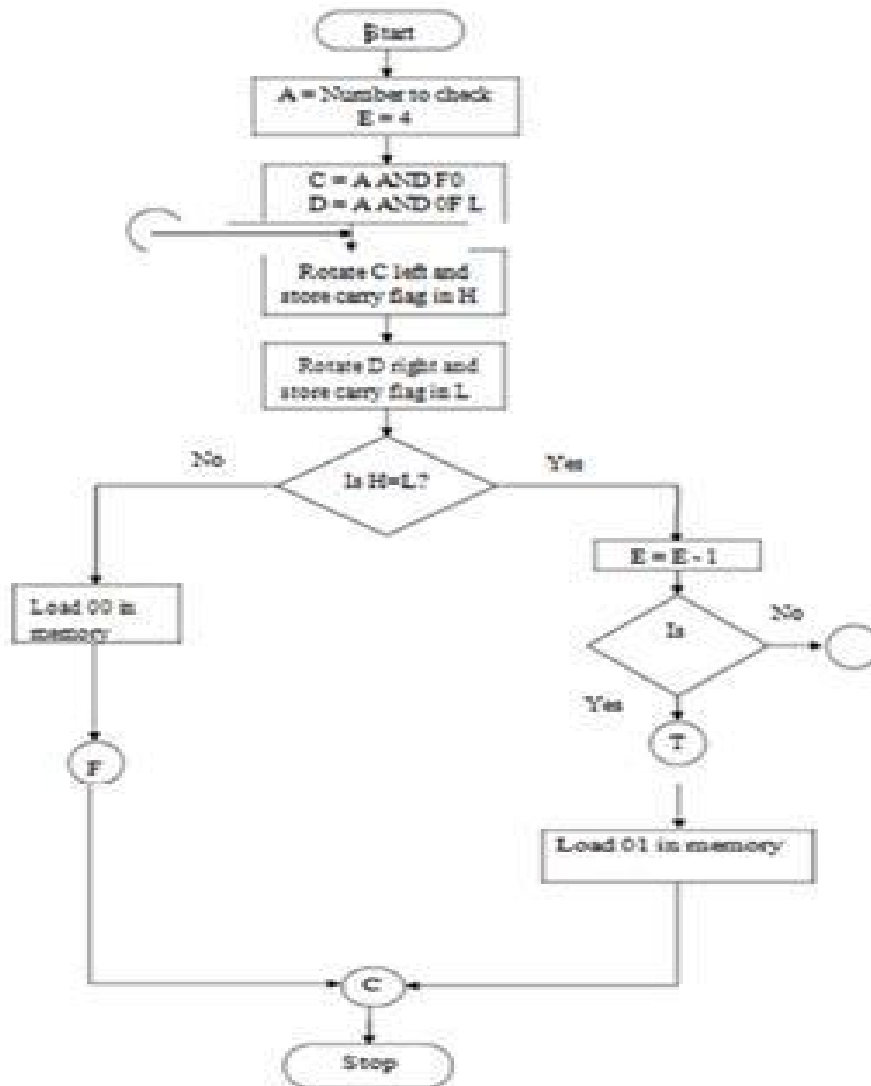 Start
A = Number to check
E = 4
C = A AND F0
D = A AND 0F L
Rotate C left and
store carry flag in H
Rotate D right and
store carry flag in L
No
Is H=L?
Yes
E = E - 1
Load 00 in
memory
Is
No
Yes
F
T
Load 01 in memory
C
Stop